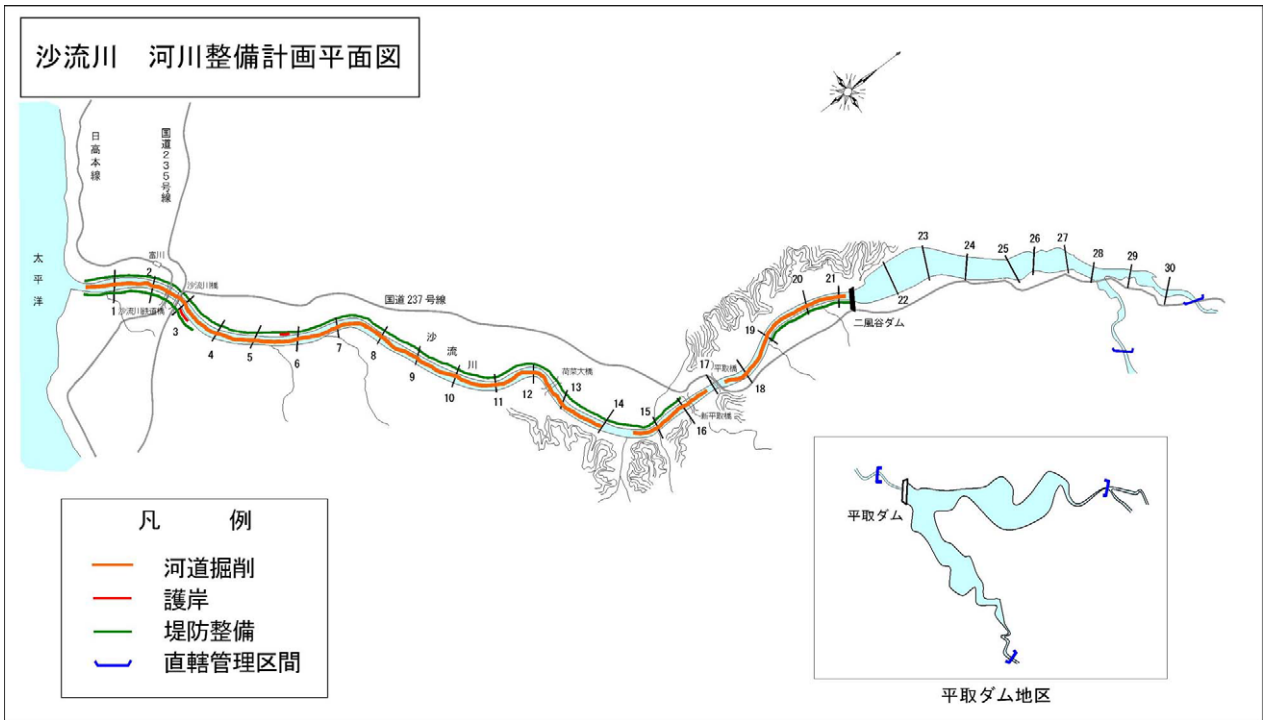 沙流川　河川整備計画平面図
日高本線
国道235号線
太平洋
富川
沙流川橋
沙流川鉄道橋
国道237号線
沙流川
荷菜大橋
新平取橋
平取橋
二風谷ダム
1
2
3
4
5
6
7
8
9
10
11
12
13
14
15
16
17
18
19
20
21
22
23
24
25
26
27
28
29
30
凡　例
河道掘削
護岸
堤防整備
直轄管理区間
平取ダム
平取ダム地区